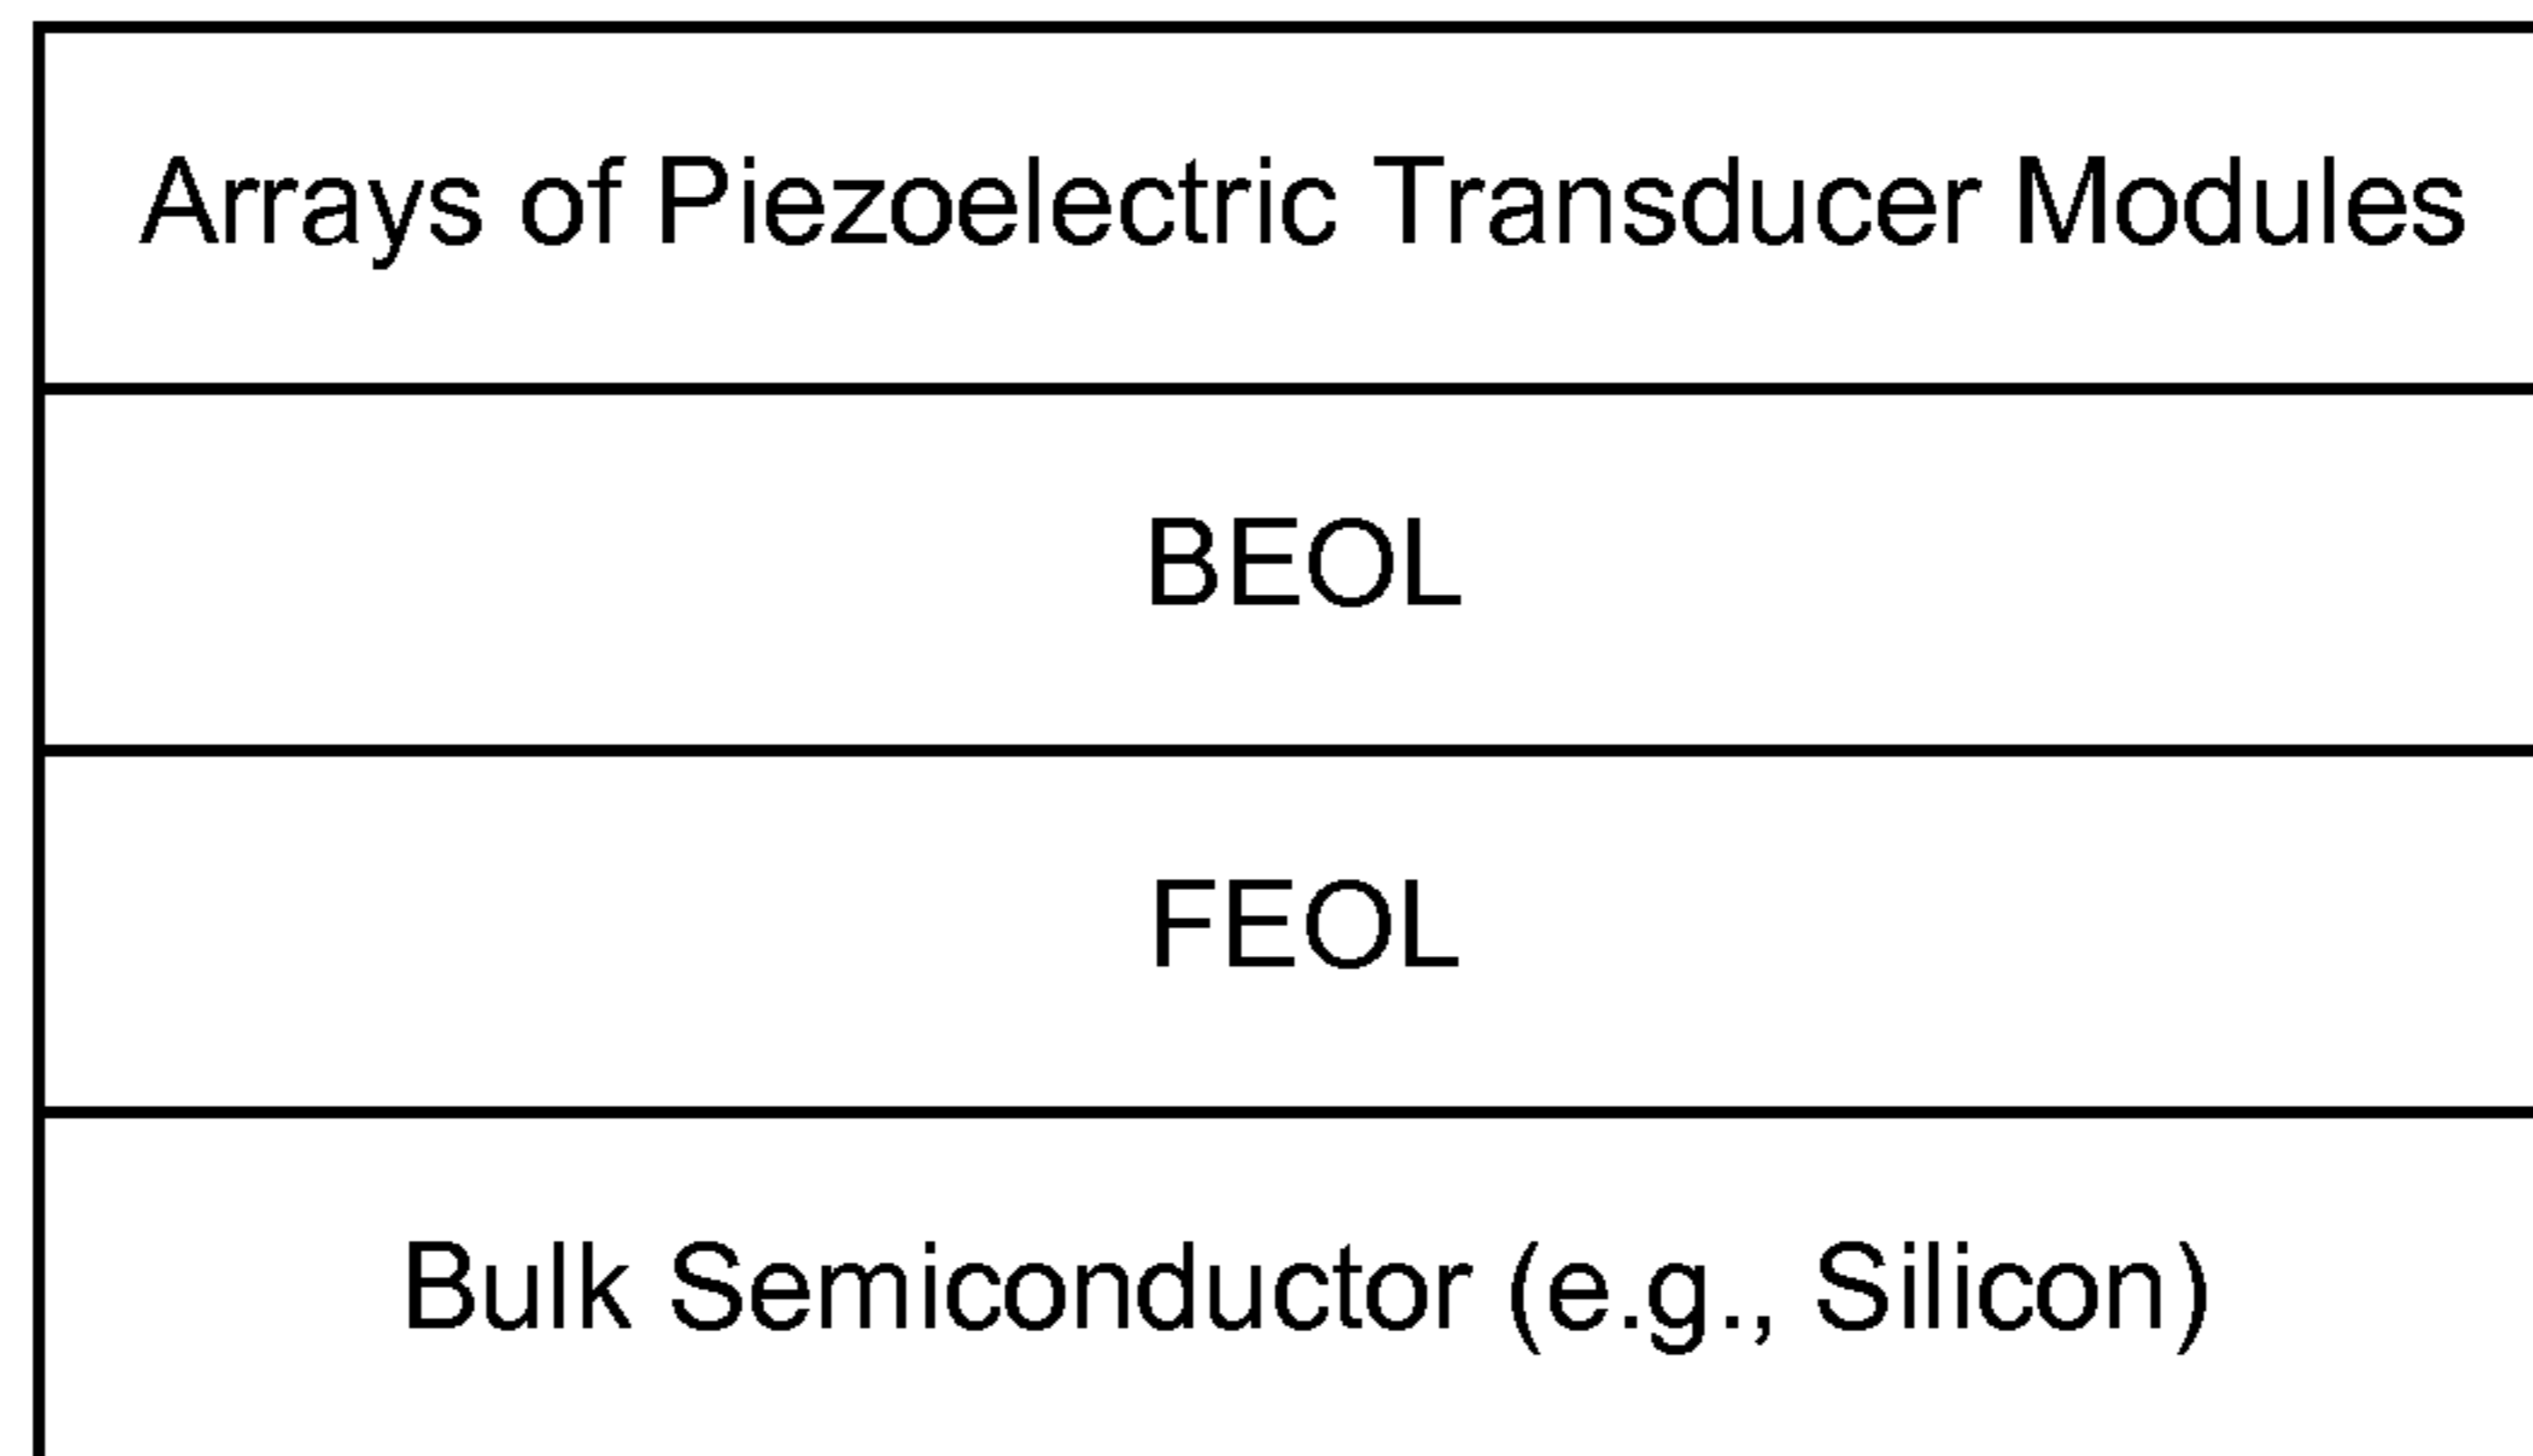 Arrays of Piezoelectric Transducer Modules
BEOL
FEOL
Bulk Semiconductor (e.g., Silicon)